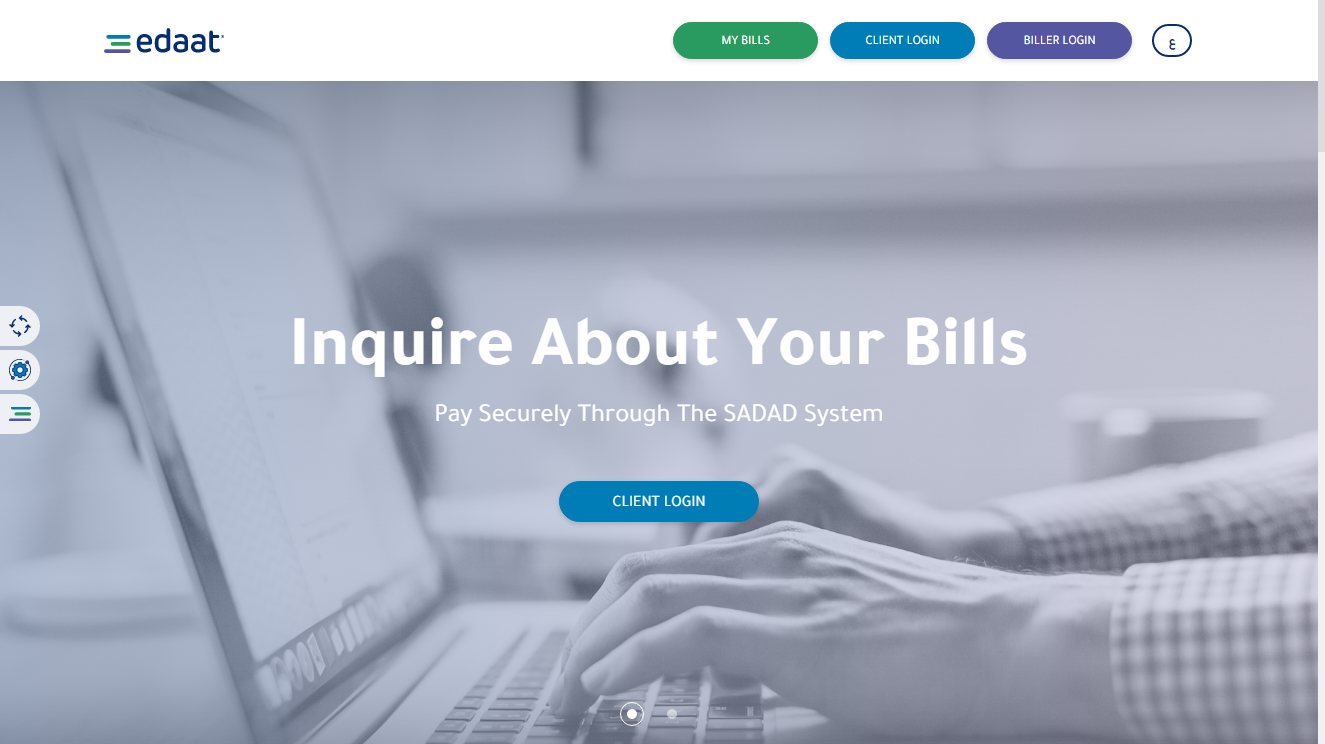 edaat
MY BILLS
CLIENT LOGIN
BILLER LOGIN
ع
Inquire About Your Bills
Pay Securely Through The SADAD System
CLIENT LOGIN